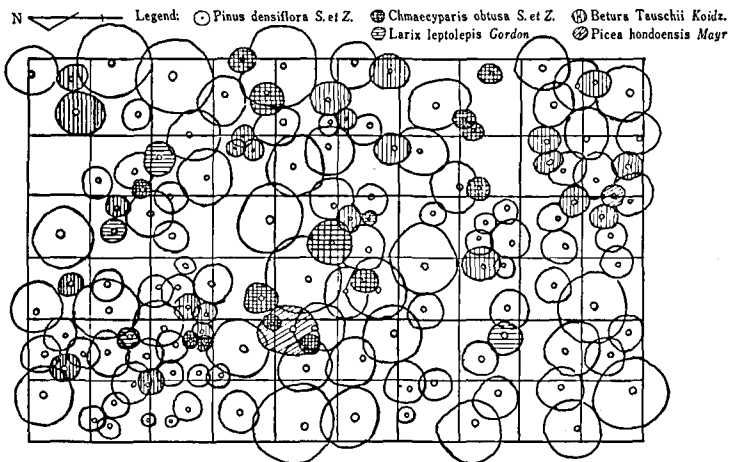 N Legend: Pinus densiflora S. et Z. Chmaecyparis obtusa S. et Z. Betura Tauschii Koidz.
Larix leptolepis Gordon Picea hondoensis Mayr